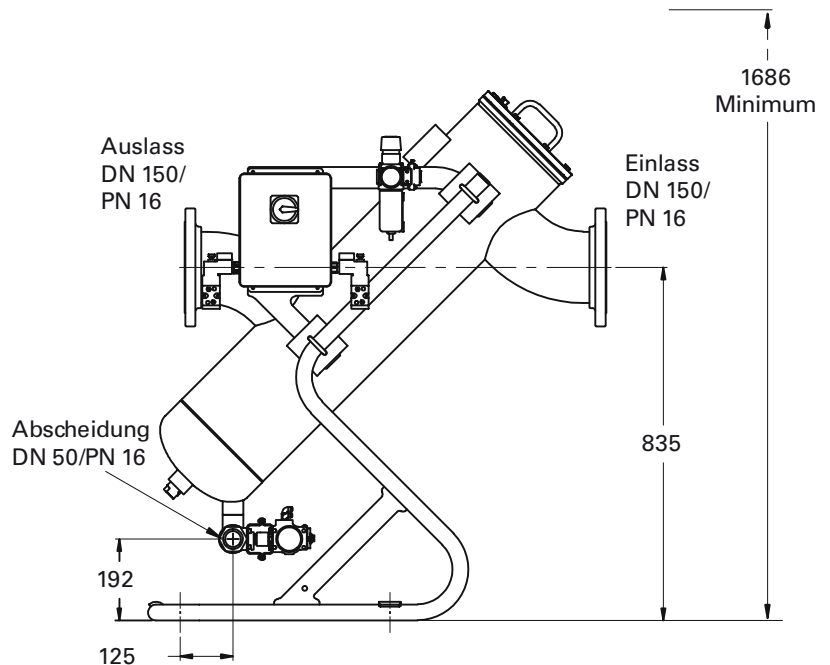 1686
Minimum
Auslass
DN 150/
PN 16
Einlass
DN 150/
PN 16
835
Abscheidung
DN 50/PN 16
192
125